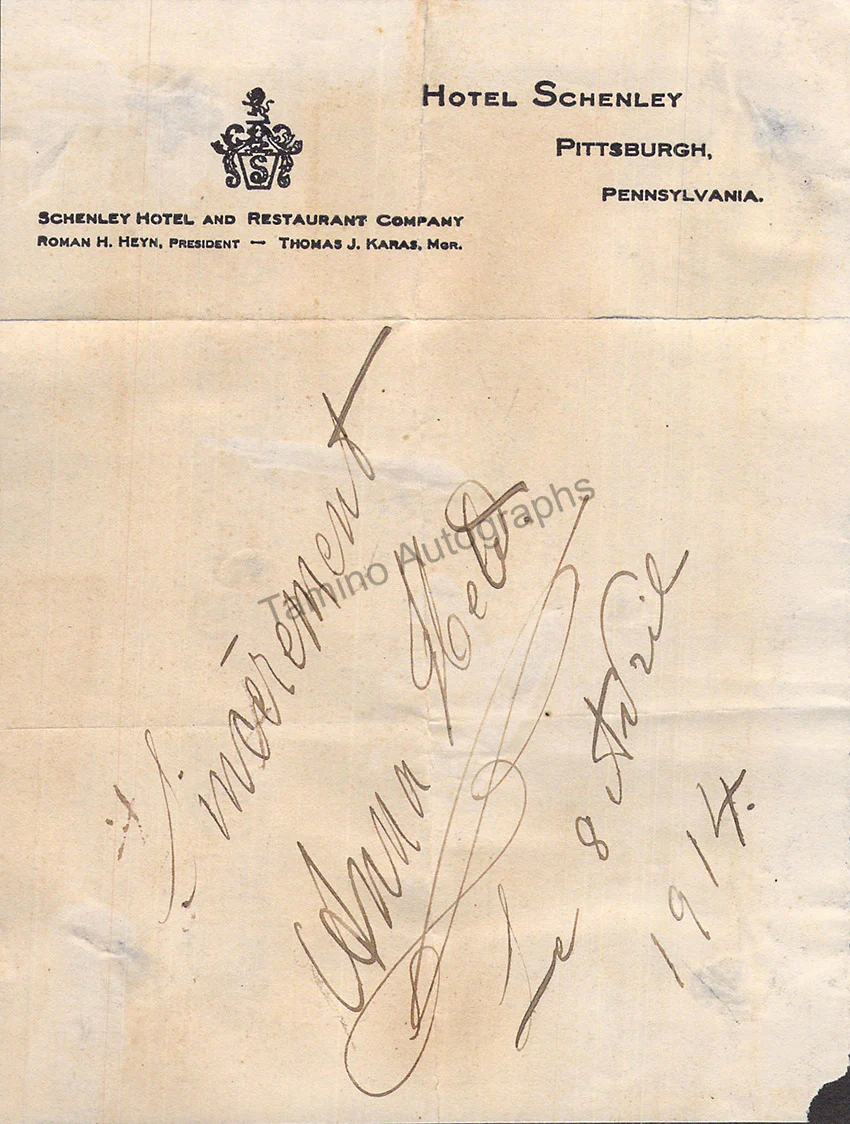 HOTEL SCHENLEY
PITTSBURGH,
PENNSYLVANIA.
S
SCHENLEY HOTEL AND RESTAURANT COMPANY
ROMAN H. HEYN, PRESIDENT — THOMAS J. KARAS, MGR.
Sincèrement
Anna Held.
Le 8 Avril
1914.
Tamino Autographs